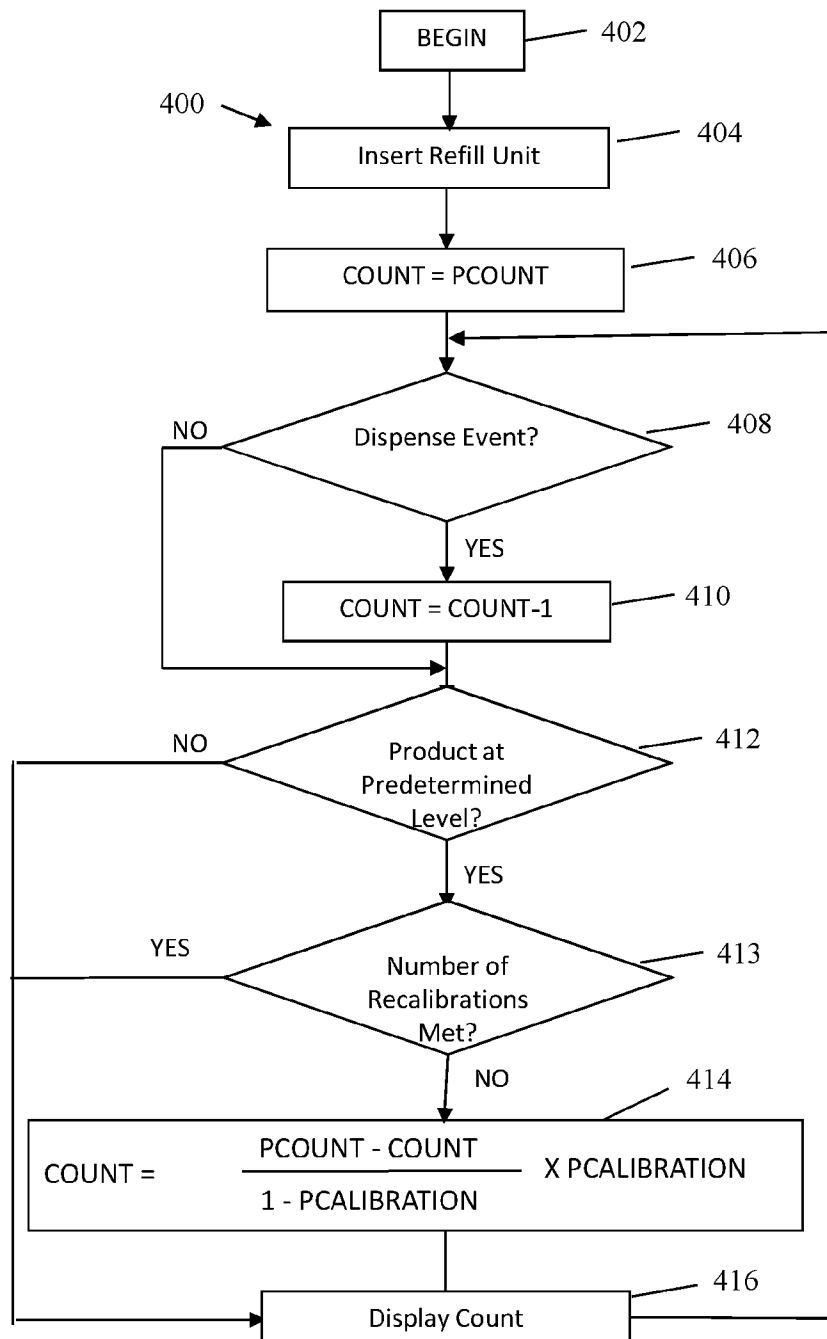 BEGIN
402
400
Insert Refill Unit
404
COUNT = PCOUNT
406
NO
Dispense Event?
408
YES
COUNT = COUNT-1
410
NO
Product at
Predetermined
Level?
412
YES
YES
Number of
Recalibrations
Met?
413
NO
414
COUNT =
PCOUNT - COUNT
1 - PCALIBRATION
X PCALIBRATION
Display Count
416